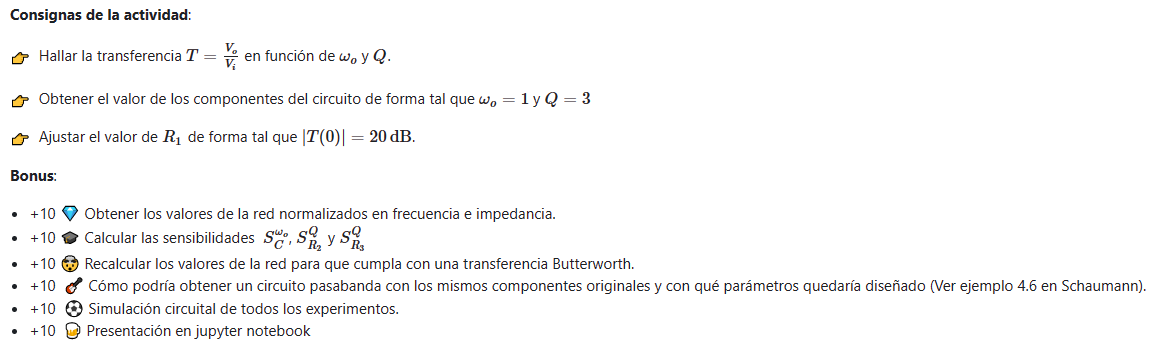 Consignas de la actividad:
👉 Hallar la transferencia T = V_o/V_i en función de ω_o y Q.
👉 Obtener el valor de los componentes del circuito de forma tal que ω_o = 1 y Q = 3
👉 Ajustar el valor de R_1 de forma tal que |T(0)| = 20 dB.
Bonus:
• +10 💎 Obtener los valores de la red normalizados en frecuencia e impedancia.
• +10 🎓 Calcular las sensibilidades S_C^{ω_o}, S_{R_2}^Q y S_{R_3}^Q
• +10 🤯 Recalcular los valores de la red para que cumpla con una transferencia Butterworth.
• +10 🎸 Cómo podría obtener un circuito pasabanda con los mismos componentes originales y con qué parámetros quedaría diseñado (Ver ejemplo 4.6 en Schaumann).
• +10 ⚽ Simulación circuital de todos los experimentos.
• +10 🍺 Presentación en jupyter notebook